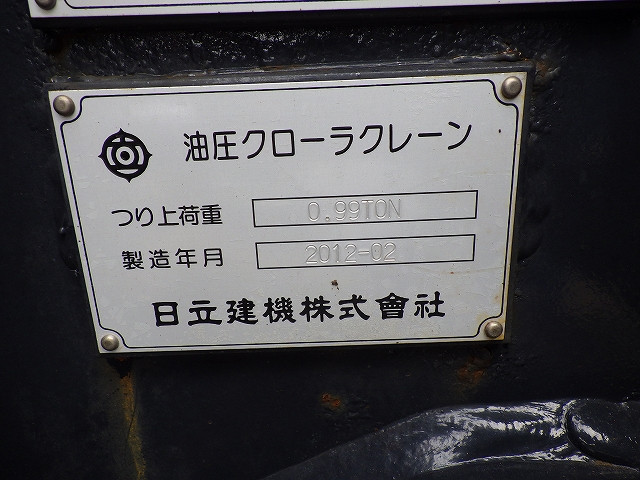 油圧クローラクレーン
つり上荷重 0.99TON
製造年月 2012-02
日立建機株式會社